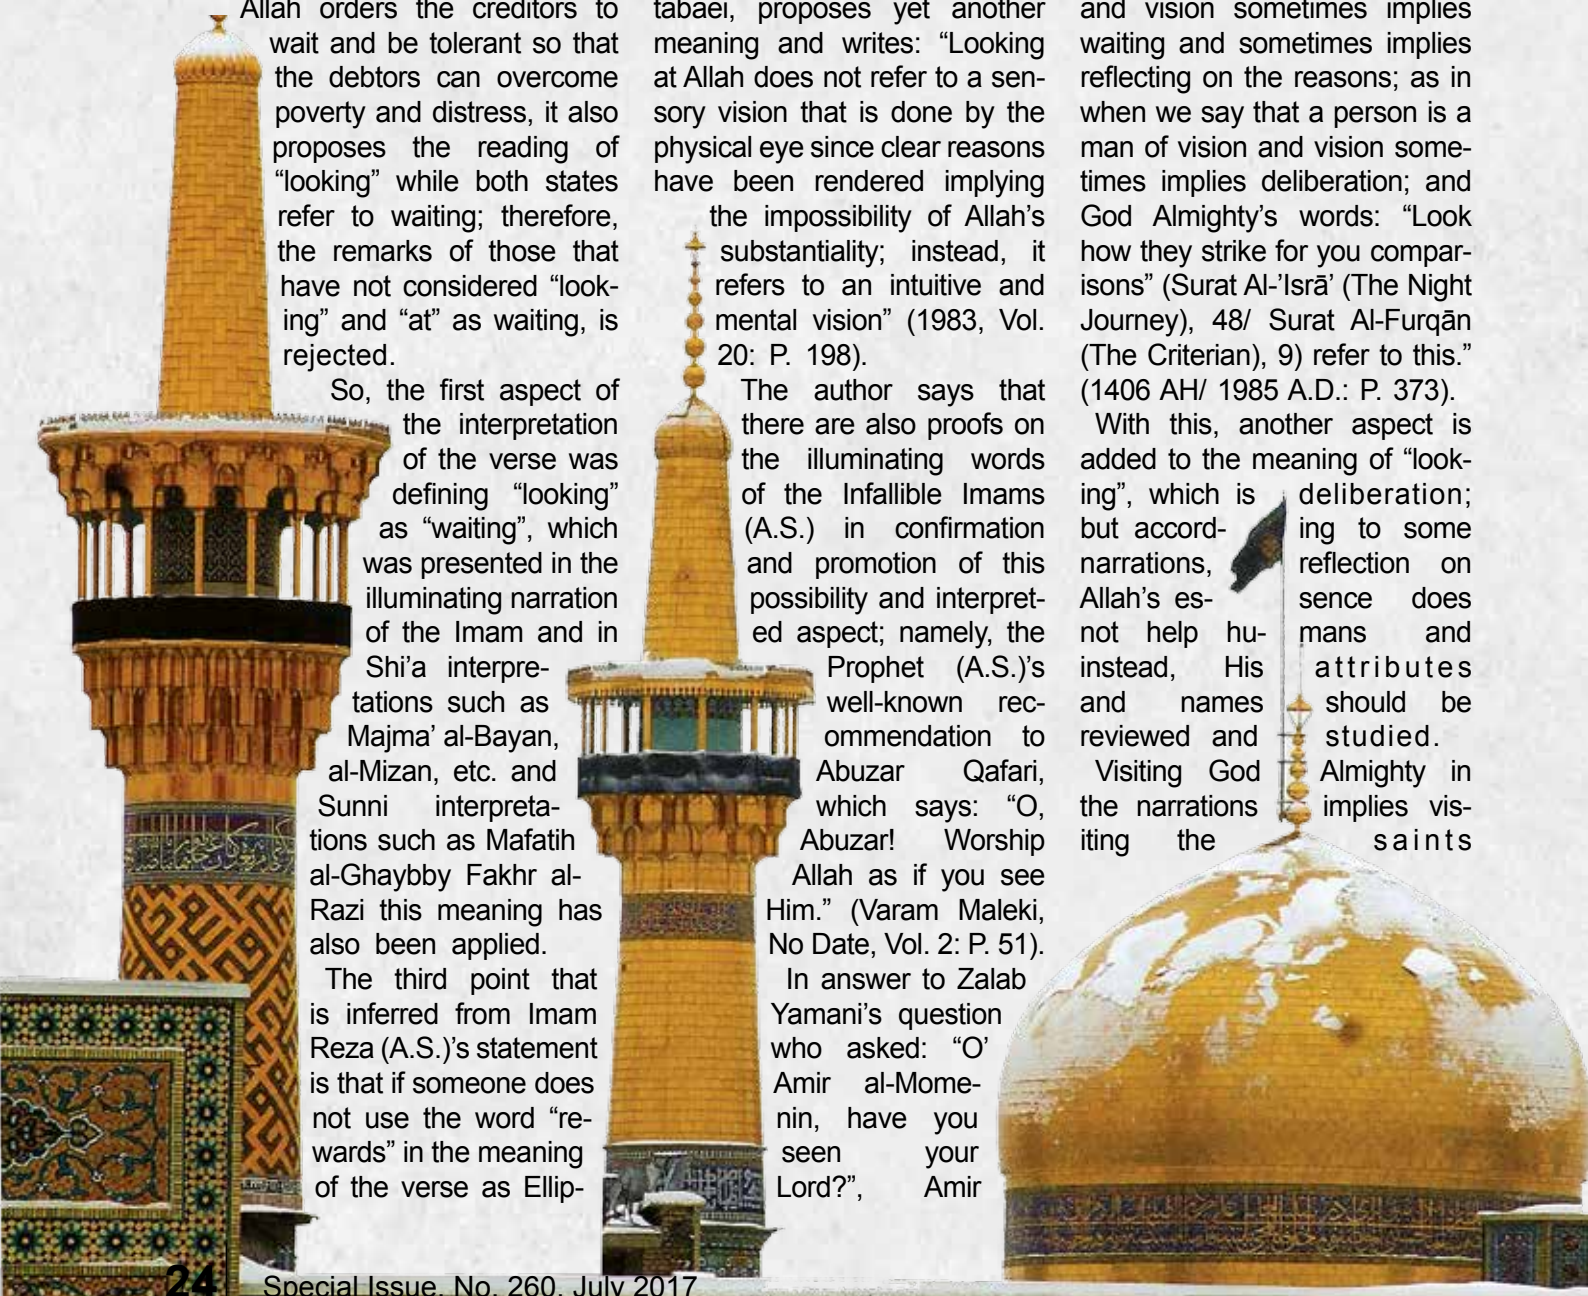 Allah orders the creditors to
wait and be tolerant so that
the debtors can overcome
poverty and distress, it also
proposes the reading of
“looking” while both states
refer to waiting; therefore,
the remarks of those that
have not considered “look-
ing” and “at” as waiting, is
rejected.
So, the first aspect of
the interpretation
of the verse was
defining “looking”
as “waiting”, which
was presented in the
illuminating narration
of the Imam and in
Shi’a interpre-
tations such as
Majma’ al-Bayan,
al-Mizan, etc. and
Sunni interpreta-
tions such as Mafatih
al-Ghaybby Fakhr al-
Razi this meaning has
also been applied.
The third point that
is inferred from Imam
Reza (A.S.)’s statement
is that if someone does
not use the word “re-
wards” in the meaning
of the verse as Ellip-
tabaei, proposes yet another
meaning and writes: “Looking
at Allah does not refer to a sen-
sory vision that is done by the
physical eye since clear reasons
have been rendered implying
the impossibility of Allah’s
substantiality; instead, it
refers to an intuitive and
mental vision” (1983, Vol.
20: P. 198).
The author says that
there are also proofs on
the illuminating words
of the Infallible Imams
(A.S.) in confirmation
and promotion of this
possibility and interpret-
ed aspect; namely, the
Prophet (A.S.)’s
well-known rec-
ommendation to
Abuzar Qafari,
which says: “O,
Abuzar! Worship
Allah as if you see
Him.” (Varam Maleki,
No Date, Vol. 2: P. 51).
In answer to Zalab
Yamani’s question
who asked: “O’
Amir al-Mome-
nin, have you
seen your
Lord?”, Amir
and vision sometimes implies
waiting and sometimes implies
reflecting on the reasons; as in
when we say that a person is a
man of vision and vision some-
times implies deliberation; and
God Almighty’s words: “Look
how they strike for you compar-
isons” (Surat Al-’Isrā’ (The Night
Journey), 48/ Surat Al-Furqān
(The Criterian), 9) refer to this.”
(1406 AH/ 1985 A.D.: P. 373).
With this, another aspect is
added to the meaning of “look-
ing”, which is deliberation;
but accord- ing to some
narrations, reflection on
Allah’s es- sence does
not help hu- mans and
instead, His attributes
and names should be
reviewed and studied.
Visiting God Almighty in
the narrations implies vis-
iting the saints
24 Special Issue. No. 260. July 2017